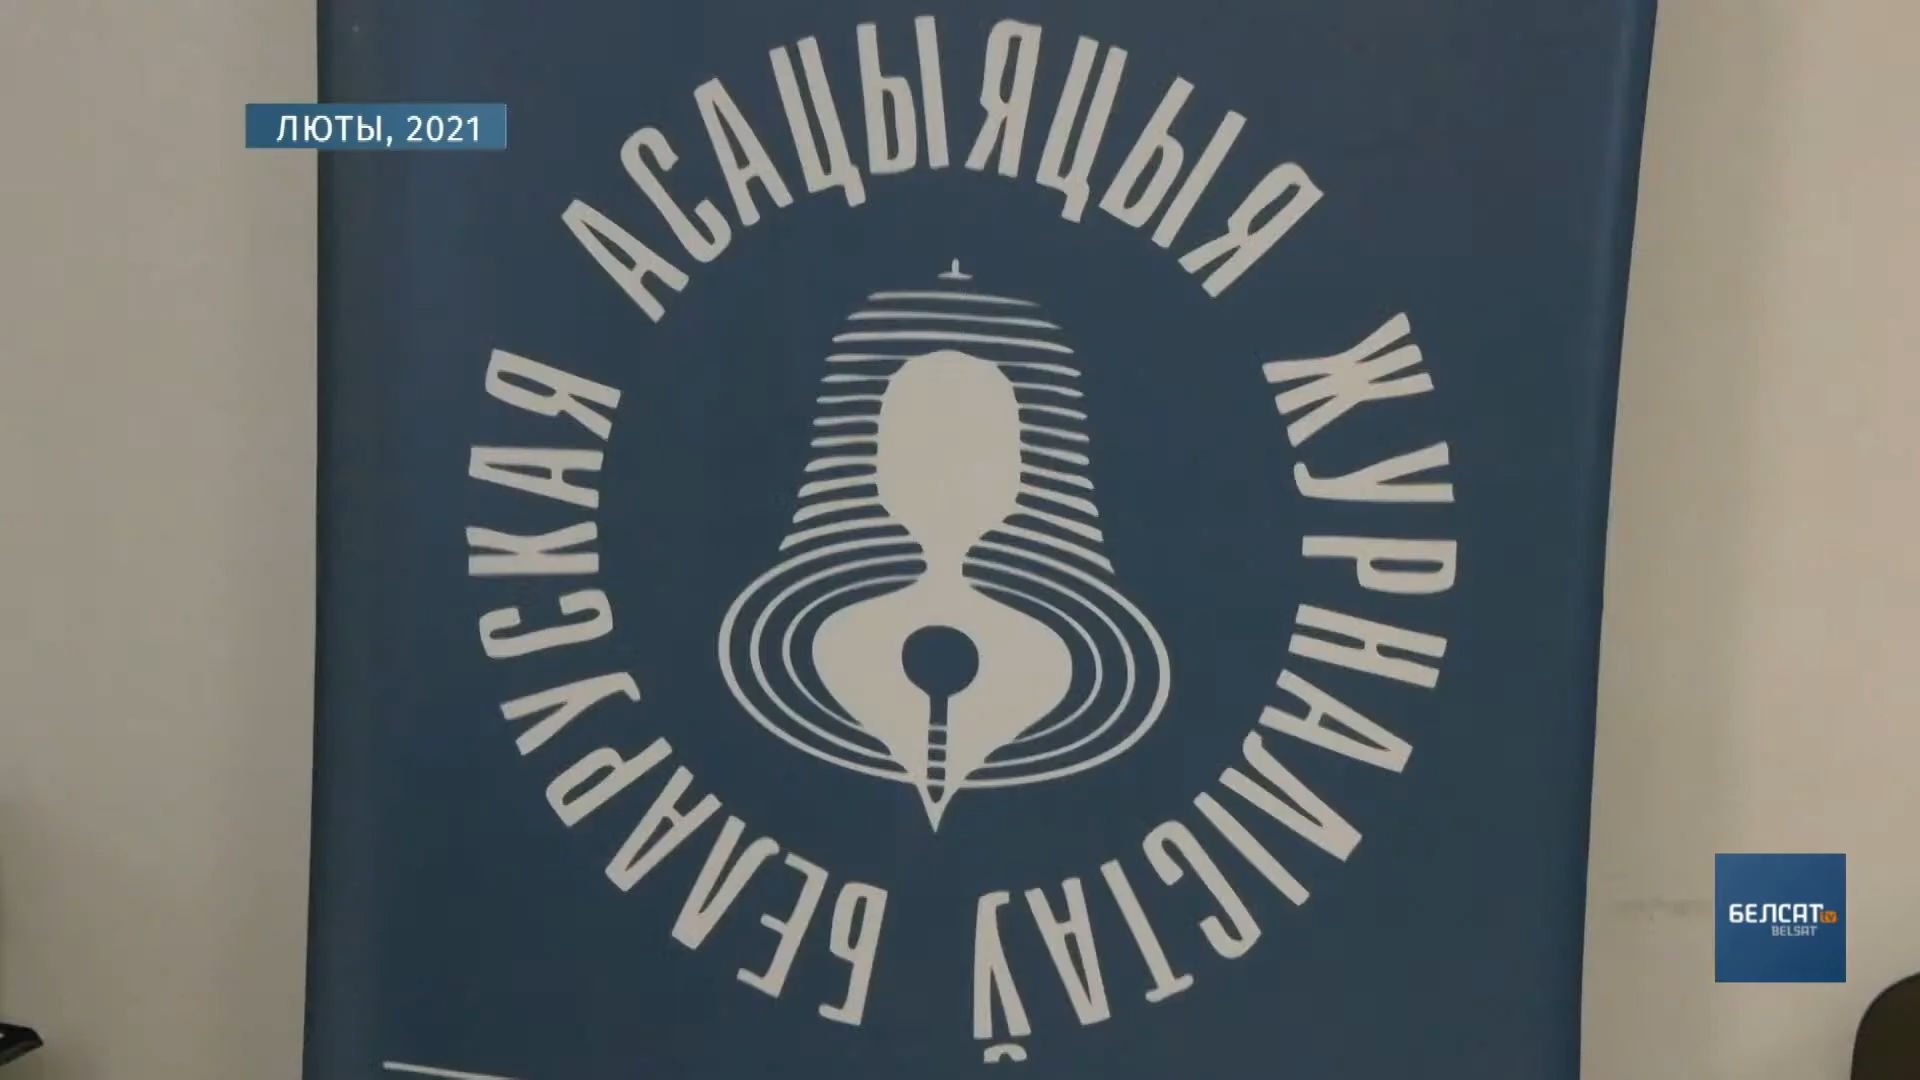 ЛЮТЫ, 2021
БЕЛАРУСКАЯ АСАЦЫЯЦЫЯ ЖУРНАЛІСТАЎ
БЕЛСАТ tv
BELSAT